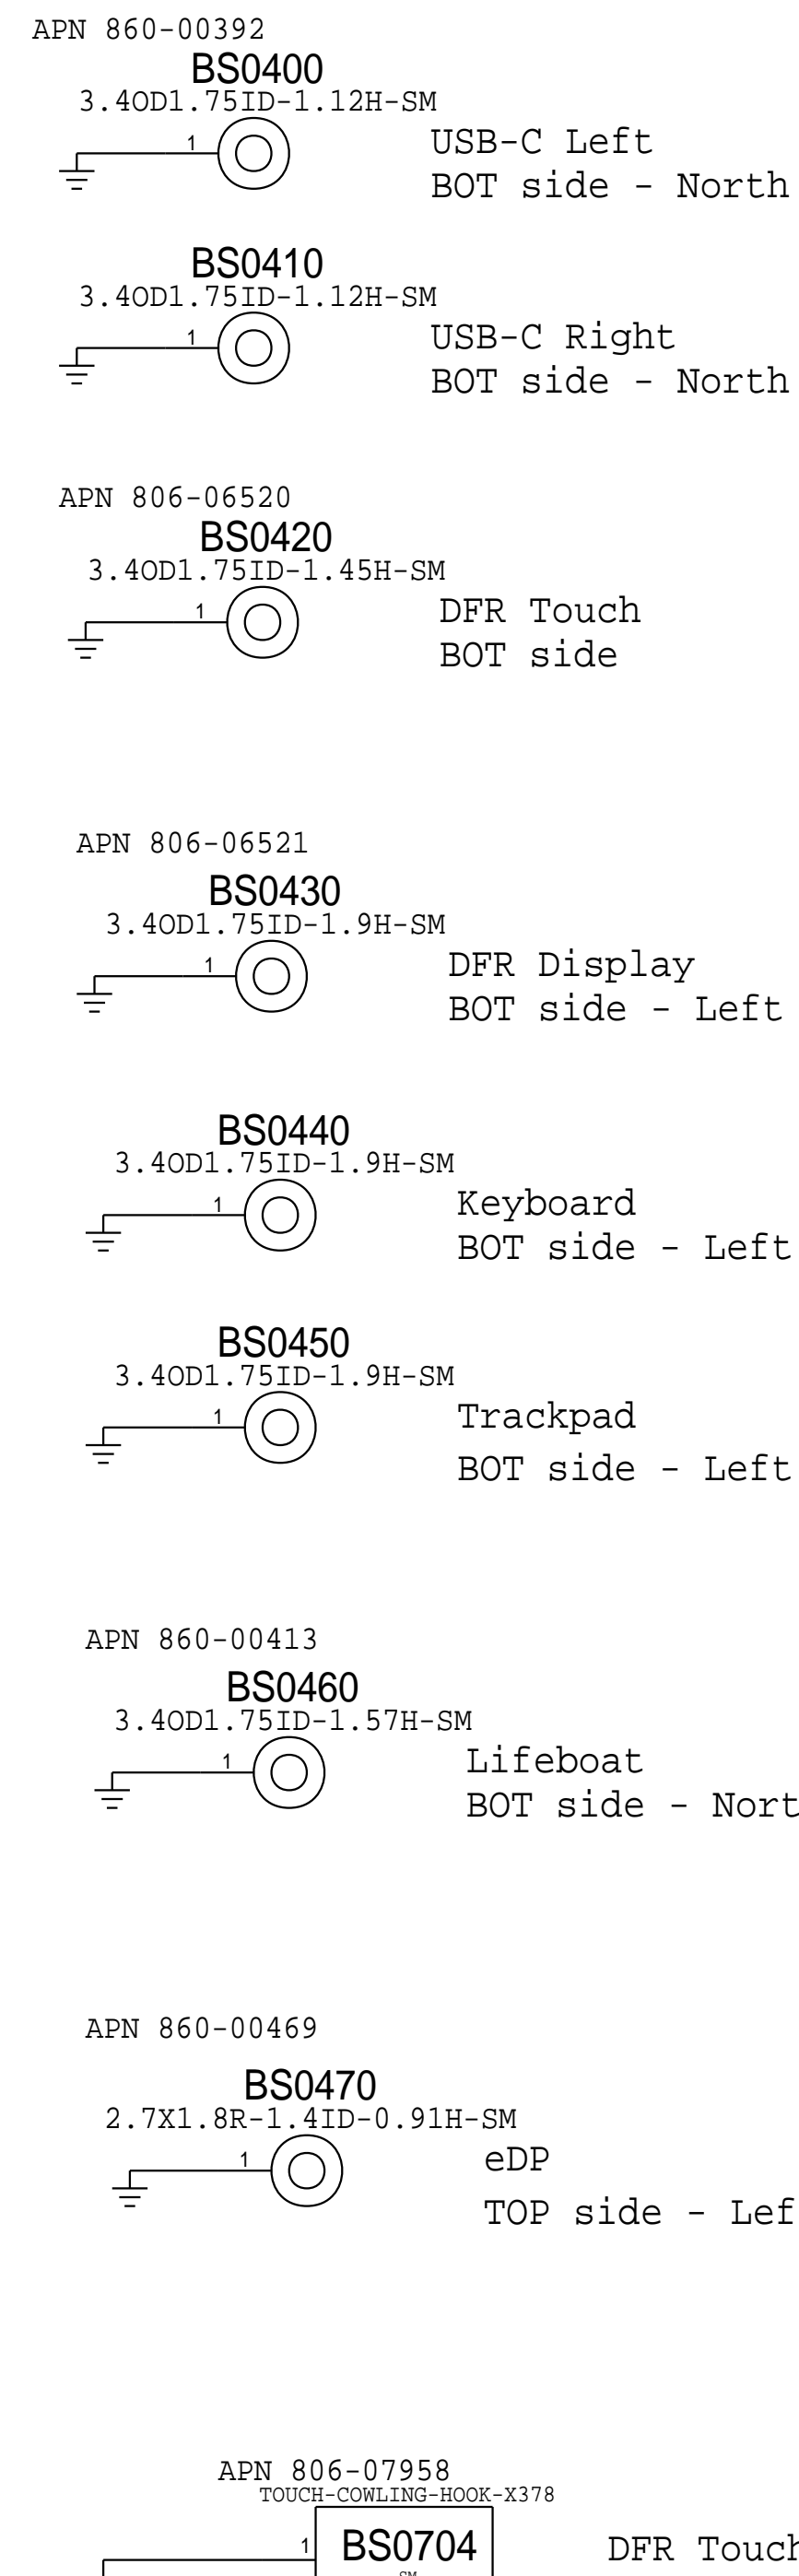 APN 860-00392
BS0400
3.4OD1.75ID-1.12H-SM
1
USB-C Left
BOT side - North
BS0410
3.4OD1.75ID-1.12H-SM
1
USB-C Right
BOT side - North
APN 806-06520
BS0420
3.4OD1.75ID-1.45H-SM
1
DFR Touch
BOT side
APN 806-06521
BS0430
3.4OD1.75ID-1.9H-SM
1
DFR Display
BOT side - Left
BS0440
3.4OD1.75ID-1.9H-SM
1
Keyboard
BOT side - Left
BS0450
3.4OD1.75ID-1.9H-SM
1
Trackpad
BOT side - Left
APN 860-00413
BS0460
3.4OD1.75ID-1.57H-SM
1
Lifeboat
BOT side - Nort
APN 860-00469
BS0470
2.7X1.8R-1.4ID-0.91H-SM
1
eDP
TOP side - Lef
APN 806-07958
TOUCH-COWLING-HOOK-X378
1
BS0704
DFR Touch